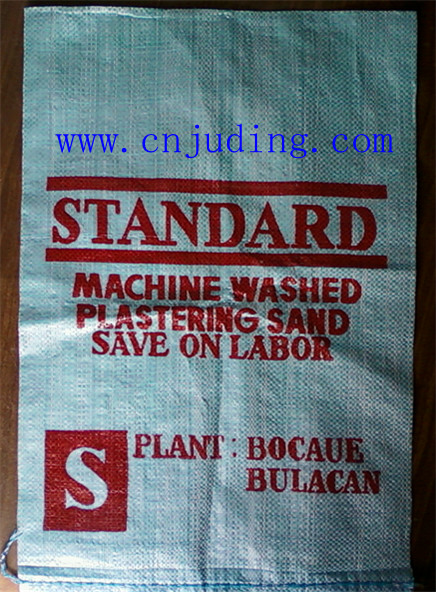 www.cnjuding.com
STANDARD
MACHINE WASHED
PLASTERING SAND
SAVE ON LABOR
S
PLANT: BOCAUE
BULACAN